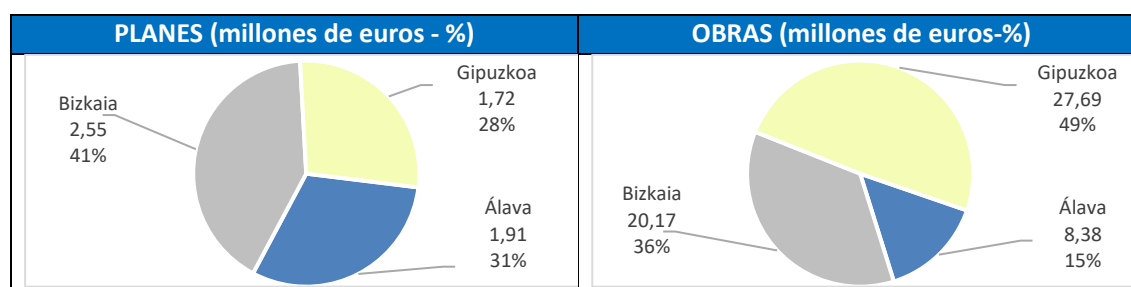 PLANES (millones de euros - %)
Gipuzkoa
1,72
28%
Bizkaia
2,55
41%
Álava
1,91
31%
OBRAS (millones de euros-%)
Gipuzkoa
27,69
49%
Bizkaia
20,17
36%
Álava
8,38
15%